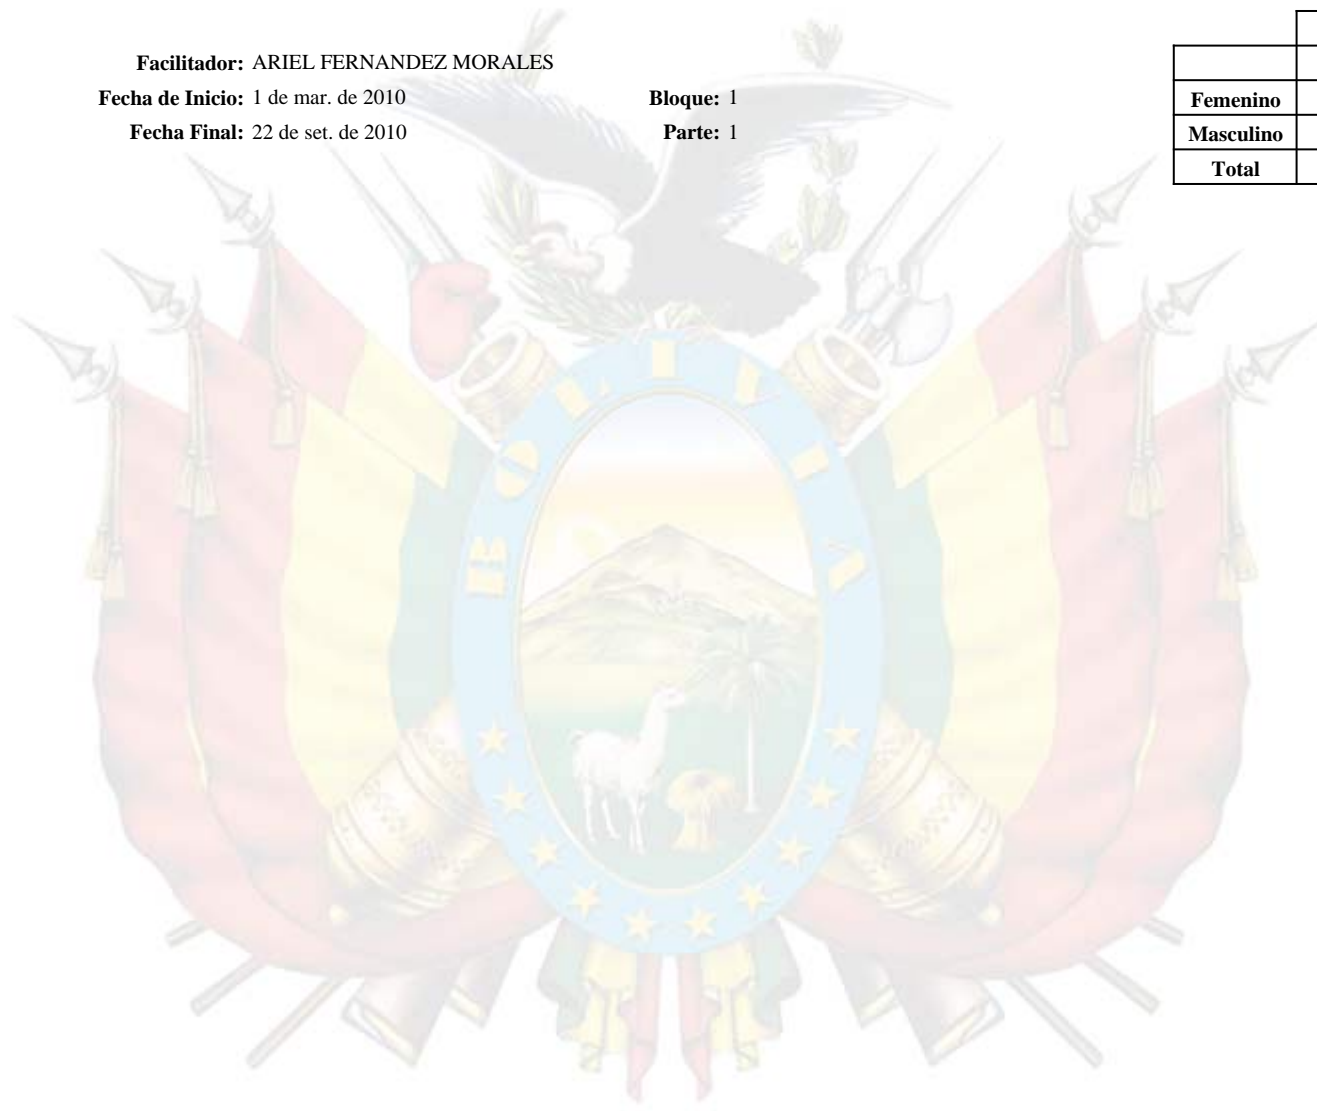 Facilitador: ARIEL FERNANDEZ MORALES
Fecha de Inicio: 1 de mar. de 2010 Bloque: 1
Fecha Final: 22 de set. de 2010 Parte: 1
Femenino
Masculino
Total
BOLIVIA